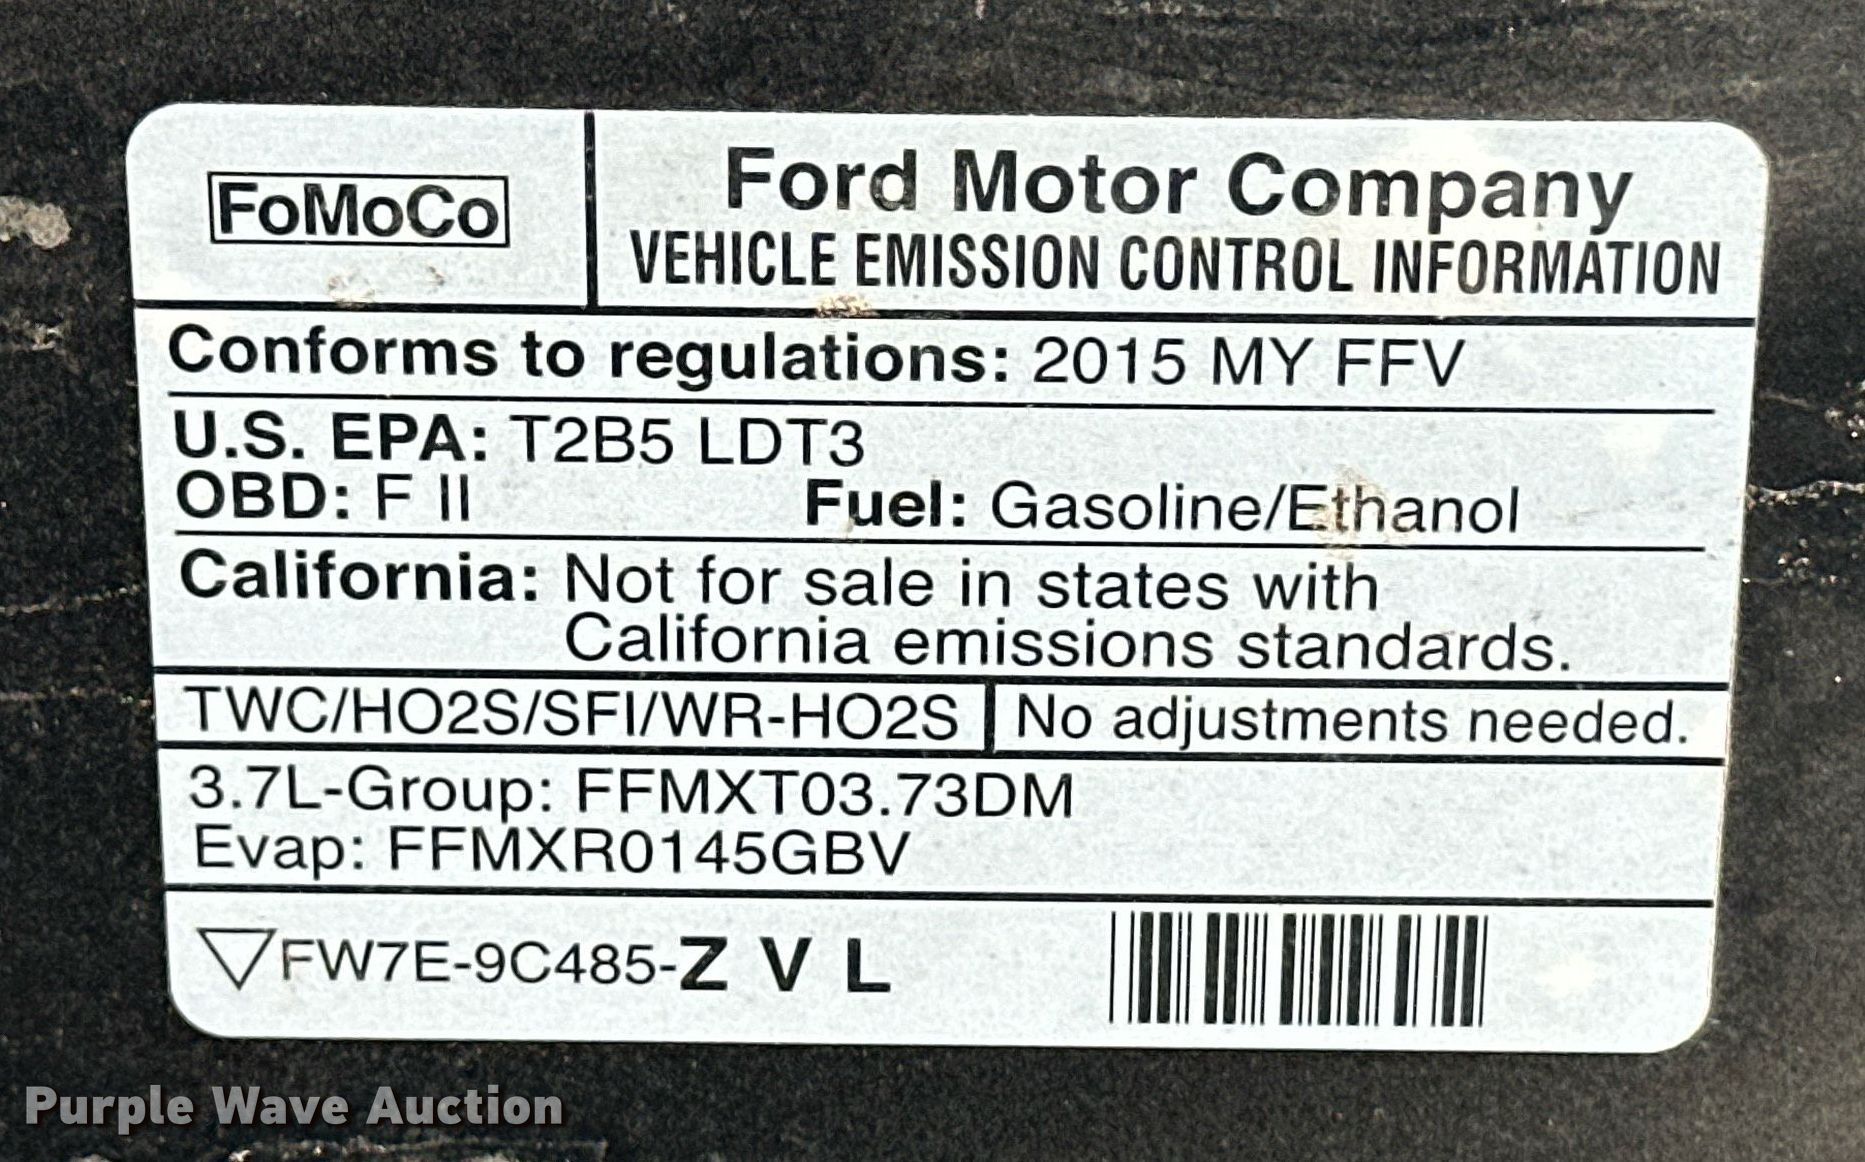 FoMoCo
Ford Motor Company
VEHICLE EMISSION CONTROL INFORMATION
Conforms to regulations: 2015 MY FFV
U.S. EPA: T2B5 LDT3
OBD: F II Fuel: Gasoline/Ethanol
California: Not for sale in states with
California emissions standards.
TWC/HO2S/SFI/WR-HO2S No adjustments needed.
3.7L-Group: FFMXT03.73DM
Evap: FFMXR0145GBV
FW7E-9C485-Z V L
Purple Wave Auction